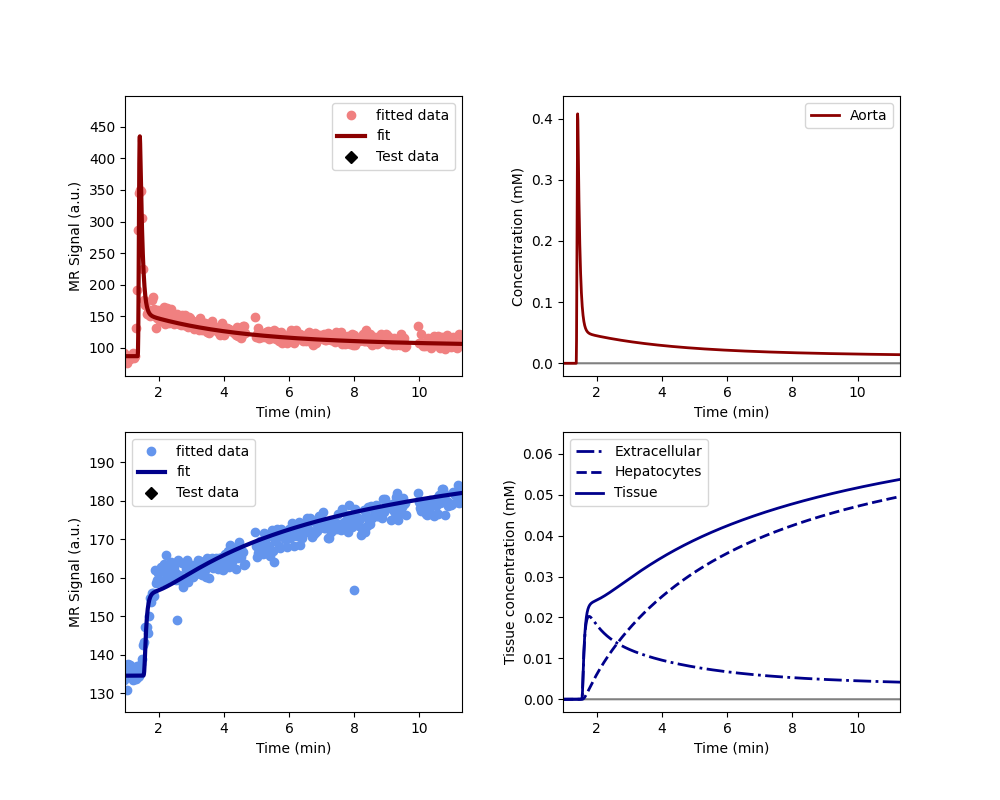 MR Signal (a.u.)
450
400
350
300
250
200
150
100
fitted data
fit
Test data
2 4 6 8 10
Time (min)
Concentration (mM)
0.4
0.3
0.2
0.1
0.0
Aorta
2 4 6 8 10
Time (min)
MR Signal (a.u.)
190
180
170
160
150
140
130
fitted data
fit
Test data
2 4 6 8 10
Time (min)
Tissue concentration (mM)
0.06
0.05
0.04
0.03
0.02
0.01
0.00
Extracellular
Hepatocytes
Tissue
2 4 6 8 10
Time (min)